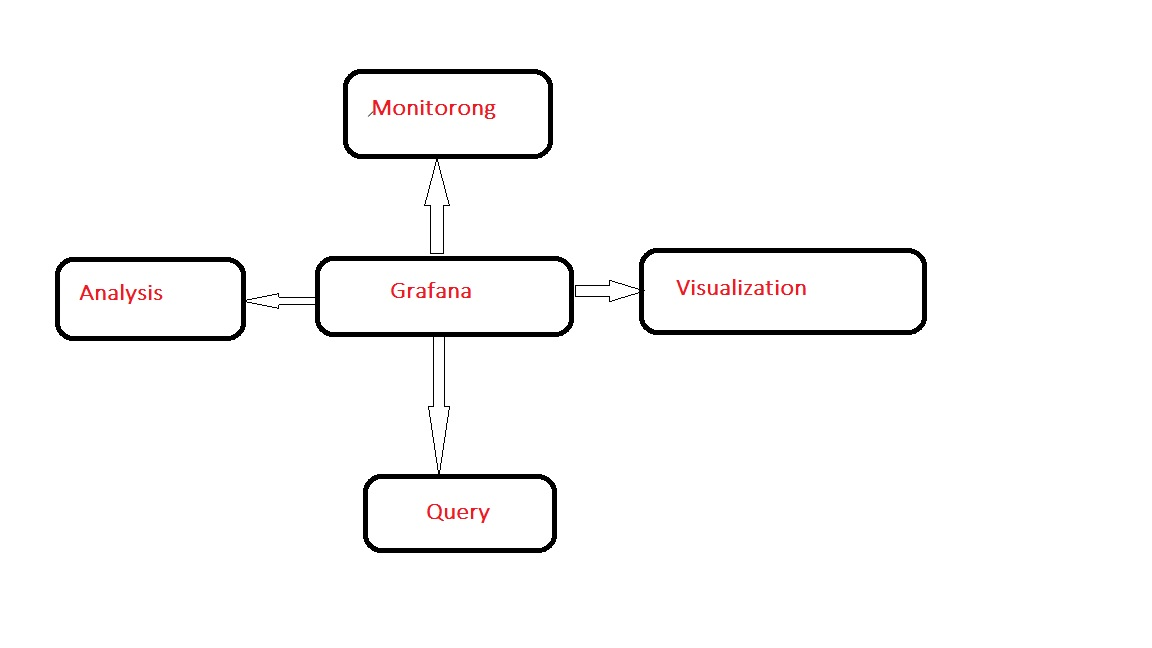 Monitorong
Analysis
Grafana
Visualization
Query